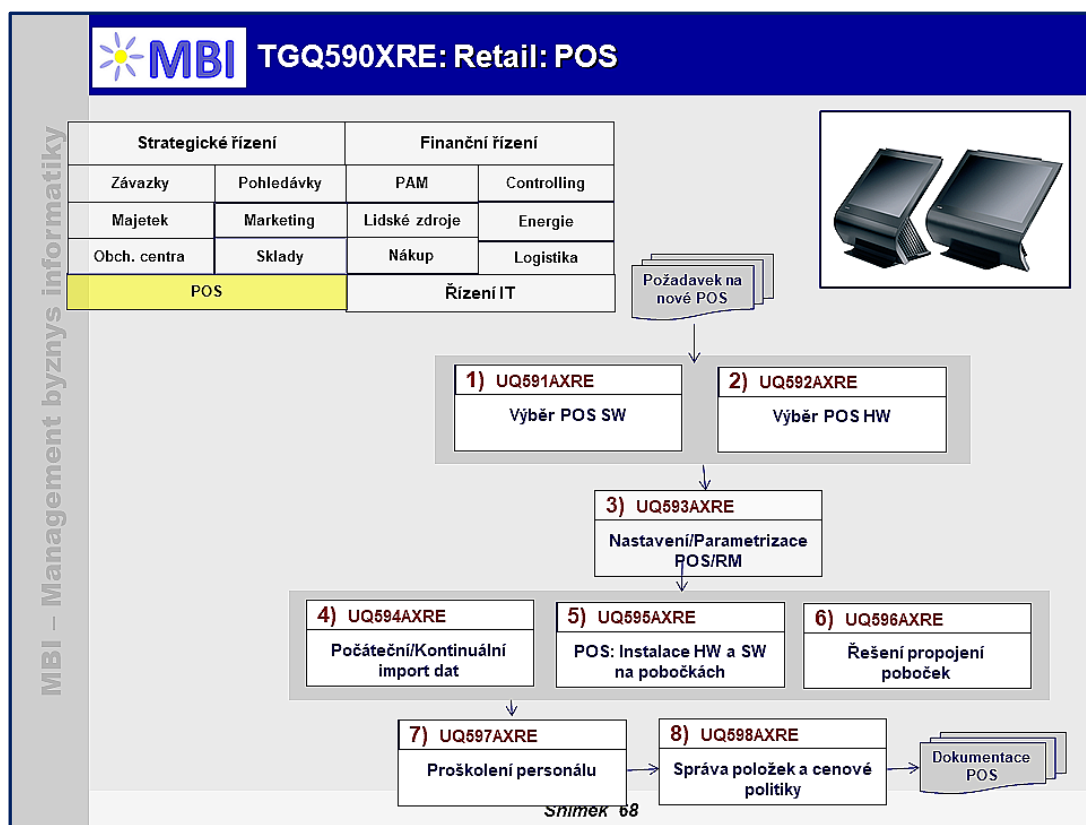 MBI
TGQ590XRE: Retail: POS
MBI – Management byznys informatiky
Strategické řízení
Finanční řízení
Závazky
Pohledávky
PAM
Controlling
Majetek
Marketing
Lidské zdroje
Energie
Obch. centra
Sklady
Nákup
Logistika
POS
Řízení IT
Požadavek na
nové POS
1) UQ591AXRE
Výběr POS SW
2) UQ592AXRE
Výběr POS HW
3) UQ593AXRE
Nastavení/Parametrizace
POS/RM
4) UQ594AXRE
Počáteční/Kontinuální
import dat
5) UQ595AXRE
POS: Instalace HW a SW
na pobočkách
6) UQ596AXRE
Řešení propojení
poboček
7) UQ597AXRE
Proškolení personálu
8) UQ598AXRE
Správa položek a cenové
politiky
Dokumentace
POS
Snímek 68